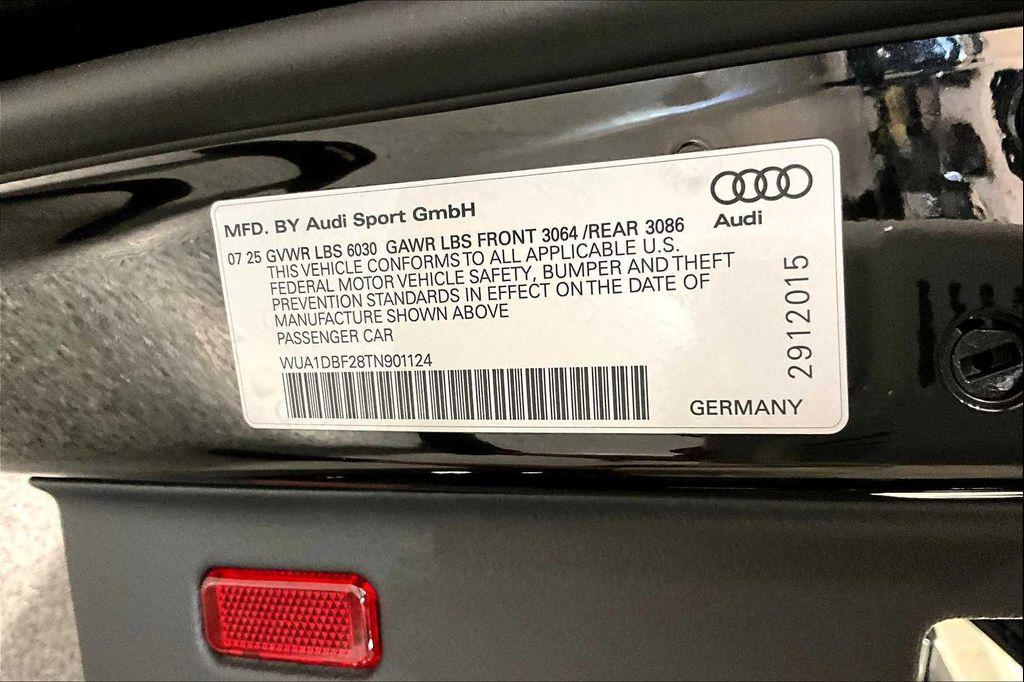 MFD. BY Audi Sport GmbH
Audi
07 25 GVWR LBS 6030 GAWR LBS FRONT 3064 /REAR 3086
THIS VEHICLE CONFORMS TO ALL APPLICABLE U.S.
FEDERAL MOTOR VEHICLE SAFETY, BUMPER AND THEFT
PREVENTION STANDARDS IN EFFECT ON THE DATE OF
MANUFACTURE SHOWN ABOVE
PASSENGER CAR
WUA1DBF28TN901124
GERMANY
2912015